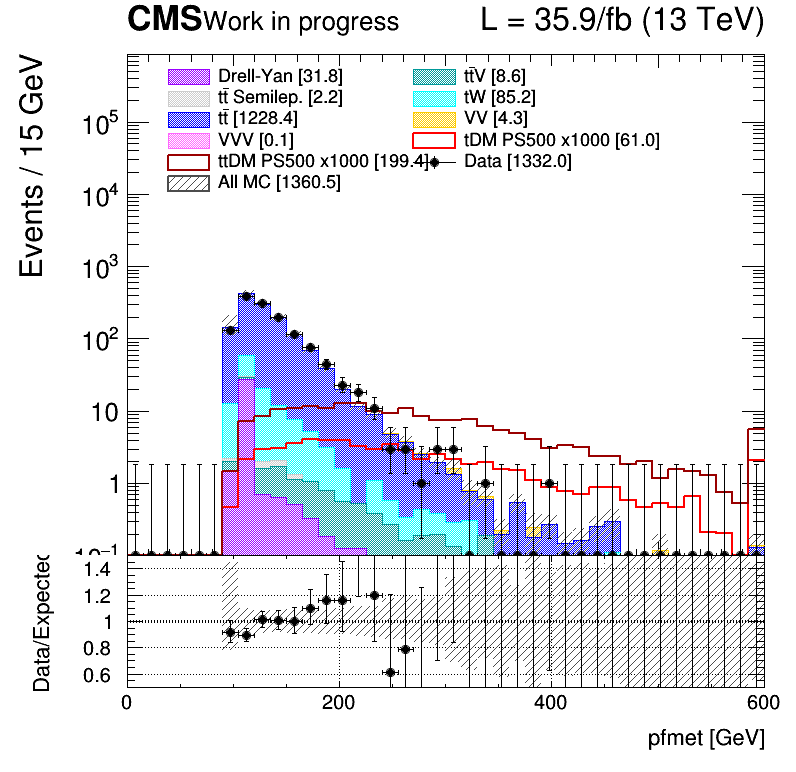 CMS Work in progress L = 35.9/fb (13 TeV)
Events / 15 GeV
Drell-Yan [31.8] tt̄V [8.6]
tt̄ Semilep. [2.2] tW [85.2]
tt̄ [1228.4] VV [4.3]
VVV [0.1] tDM PS500 x1000 [61.0]
ttDM PS500 x1000 [199.4] Data [1332.0]
All MC [1360.5]
10⁵
10⁴
10³
10²
10
1
10⁻¹
Data/Expected
1.4
1.2
1
0.8
0.6
0 200 400 600
pfmet [GeV]